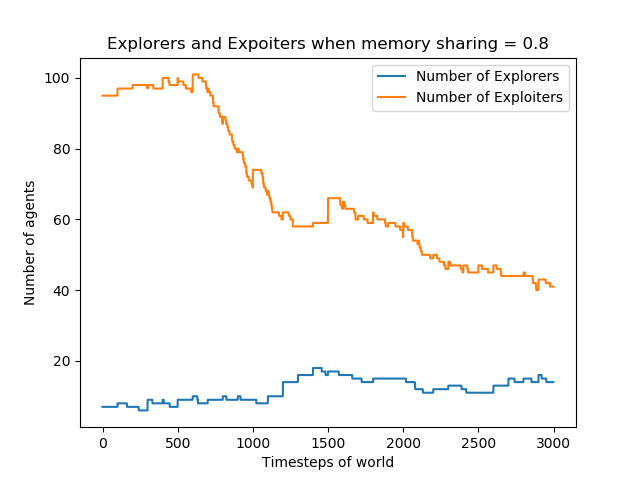 Explorers and Expoiters when memory sharing = 0.8
Number of Explorers
Number of Exploiters
Number of agents
100
80
60
40
20
0
500
1000
1500
2000
2500
3000
Timesteps of world